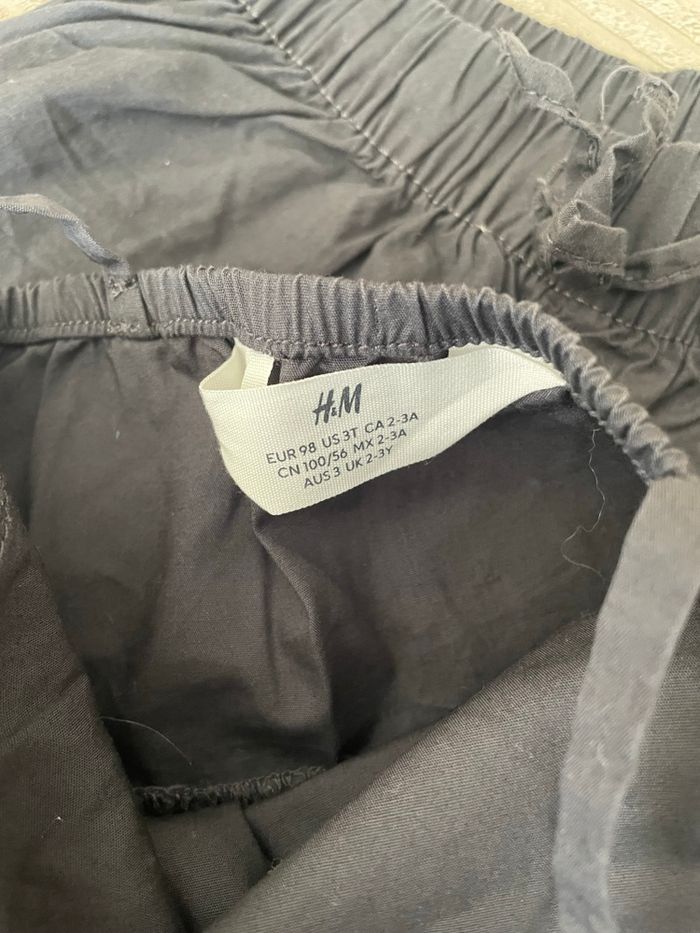 H&M
EUR 98 US 3T CA 2-3A
CN 100/56 MX 2-3A
AUS 3 UK 2-3Y